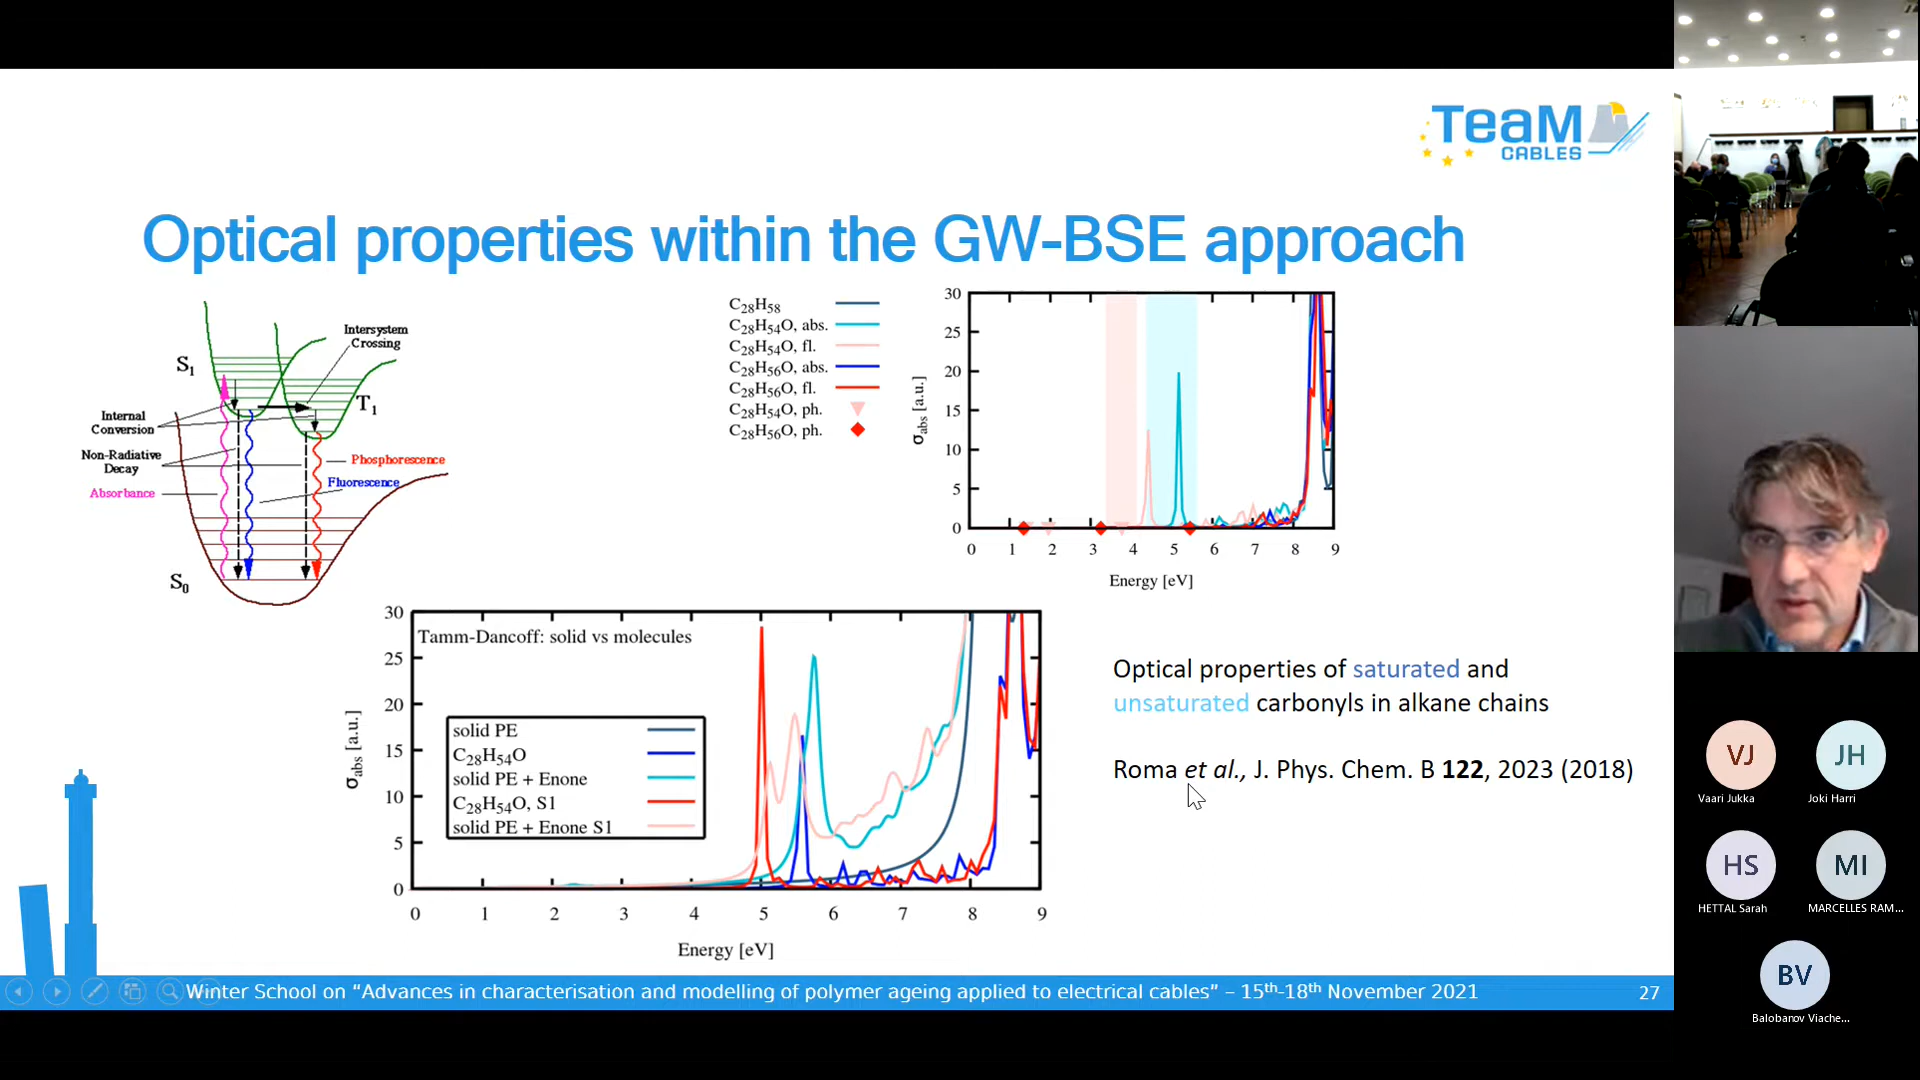 TeaM
CABLES
Optical properties within the GW-BSE approach
Intersystem
Crossing
S1
T1
Internal
Conversion
Non-Radiative
Decay
Phosphorescence
Fluorescence
Absorbance
S0
C28H58
C28H54O, abs.
C28H54O, fl.
C28H56O, abs.
C28H56O, fl.
C28H54O, ph.
C28H56O, ph.
30
25
20
15
10
5
0
σabs [a.u.]
0 1 2 3 4 5 6 7 8 9
Energy [eV]
30
25
20
15
10
5
0
σabs [a.u.]
Tamm-Dancoff: solid vs molecules
solid PE
C28H54O
solid PE + Enone
C28H54O, S1
solid PE + Enone S1
0 1 2 3 4 5 6 7 8 9
Energy [eV]
Optical properties of saturated and
unsaturated carbonyls in alkane chains
Roma et al., J. Phys. Chem. B 122, 2023 (2018)
Winter School on “Advances in characterisation and modelling of polymer ageing applied to electrical cables” – 15th-18th November 2021
27
VJ
Vaari Jukka
JH
Joki Harri
HS
HETTAL Sarah
MI
MARCELLES RAM...
BV
Balobanov Viache...